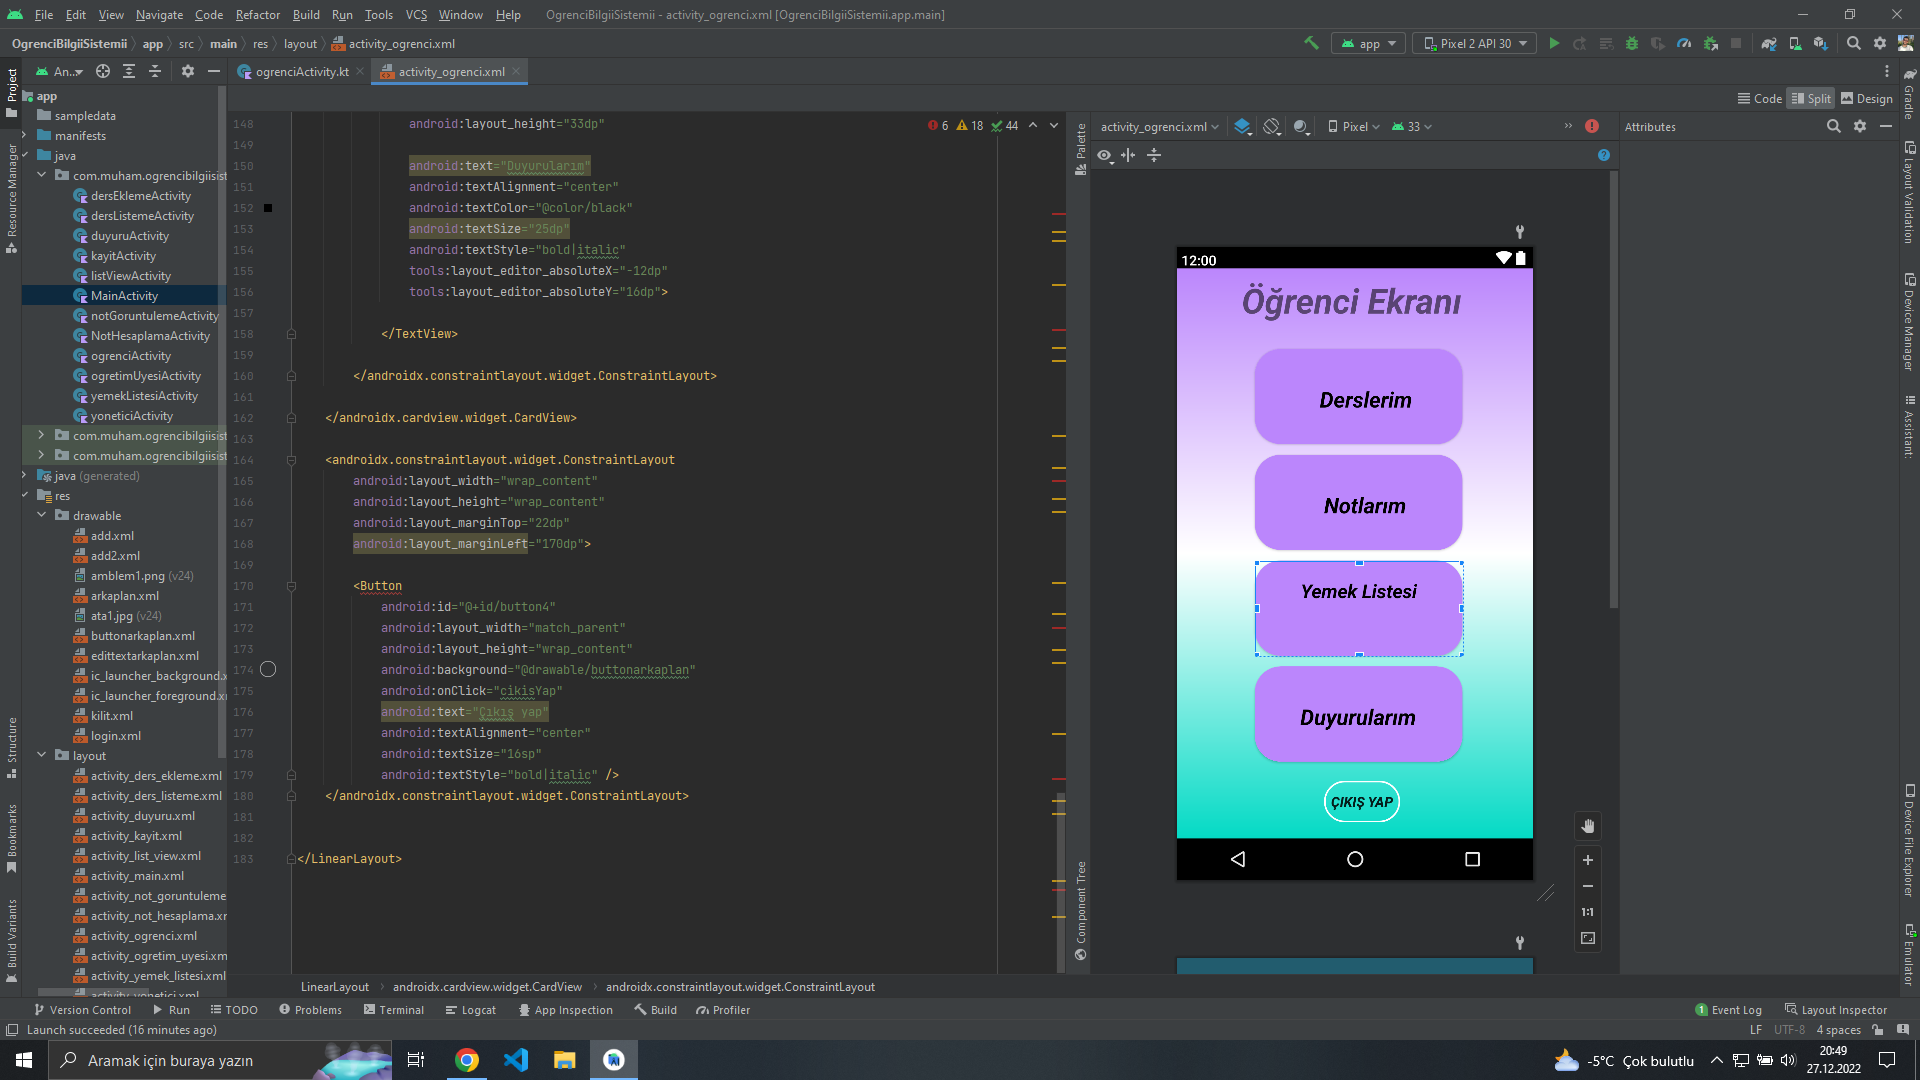 File Edit View Navigate Code Refactor Build Run Tools VCS Window Help OgrenciBilgiiSistemii - activity_ogrenci.xml [OgrenciBilgiiSistemii.app.main]
OgrenciBilgiiSistemii app src main res layout activity_ogrenci.xml
app Pixel 2 API 30
An... ogrenciActivity.kt activity_ogrenci.xml
Code Split Design
Project
Resource Manager
Structure
Bookmarks
Build Variants
app
sampledata
manifests
java
com.muham.ogrencibilgiisist
dersEklemeActivity
dersListemeActivity
duyuruActivity
kayitActivity
listViewActivity
MainActivity
notGoruntulemeActivity
NotHesaplamaActivity
ogrenciActivity
ogretimUyesiActivity
yemekListesiActivity
yoneticiActivity
com.muham.ogrencibilgiisist
com.muham.ogrencibilgiisist
java (generated)
res
drawable
add.xml
add2.xml
amblem1.png (v24)
arkaplan.xml
ata1.jpg (v24)
buttonarkaplan.xml
edittextarkaplan.xml
ic_launcher_background.x
ic_launcher_foreground.x
kilit.xml
login.xml
layout
activity_ders_ekleme.xml
activity_ders_listeme.xml
activity_duyuru.xml
activity_kayit.xml
activity_list_view.xml
activity_main.xml
activity_not_goruntuleme
activity_not_hesaplama.xr
activity_ogrenci.xml
activity_ogretim_uyesi.xm
activity_yemek_listesi.xml
activity_yonetici.xml
6 18 44
148 android:layout_height="33dp"
149
150 android:text="Duyurularım"
151 android:textAlignment="center"
152 android:textColor="@color/black"
153 android:textSize="25dp"
154 android:textStyle="bold|italic"
155 tools:layout_editor_absoluteX="-12dp"
156 tools:layout_editor_absoluteY="16dp">
157
158 </TextView>
159
160 </androidx.constraintlayout.widget.ConstraintLayout>
161
162 </androidx.cardview.widget.CardView>
163
164 <androidx.constraintlayout.widget.ConstraintLayout
165 android:layout_width="wrap_content"
166 android:layout_height="wrap_content"
167 android:layout_marginTop="22dp"
168 android:layout_marginLeft="170dp">
169
170 <Button
171 android:id="@+id/button4"
172 android:layout_width="match_parent"
173 android:layout_height="wrap_content"
174 android:background="@drawable/buttonarkaplan"
175 android:onClick="cikisYap"
176 android:text="Çıkış yap"
177 android:textAlignment="center"
178 android:textSize="16sp"
179 android:textStyle="bold|italic" />
180 </androidx.constraintlayout.widget.ConstraintLayout>
181
182
183 </LinearLayout>
LinearLayout androidx.cardview.widget.CardView androidx.constraintlayout.widget.ConstraintLayout
Palette
Component Tree
activity_ogrenci.xml Pixel 33
12:00
Öğrenci Ekranı
Derslerim
Notlarım
Yemek Listesi
Duyurularım
ÇIKIŞ YAP
1:1
Attributes
Gradle
Layout Validation
Device Manager
Assistant:
Device File Explorer
Emulator
Version Control Run TODO Problems Terminal Logcat App Inspection Build Profiler 1 Event Log Layout Inspector
Launch succeeded (16 minutes ago) LF UTF-8 4 spaces
Aramak için buraya yazın -5°C Çok bulutlu 20:49
27.12.2022